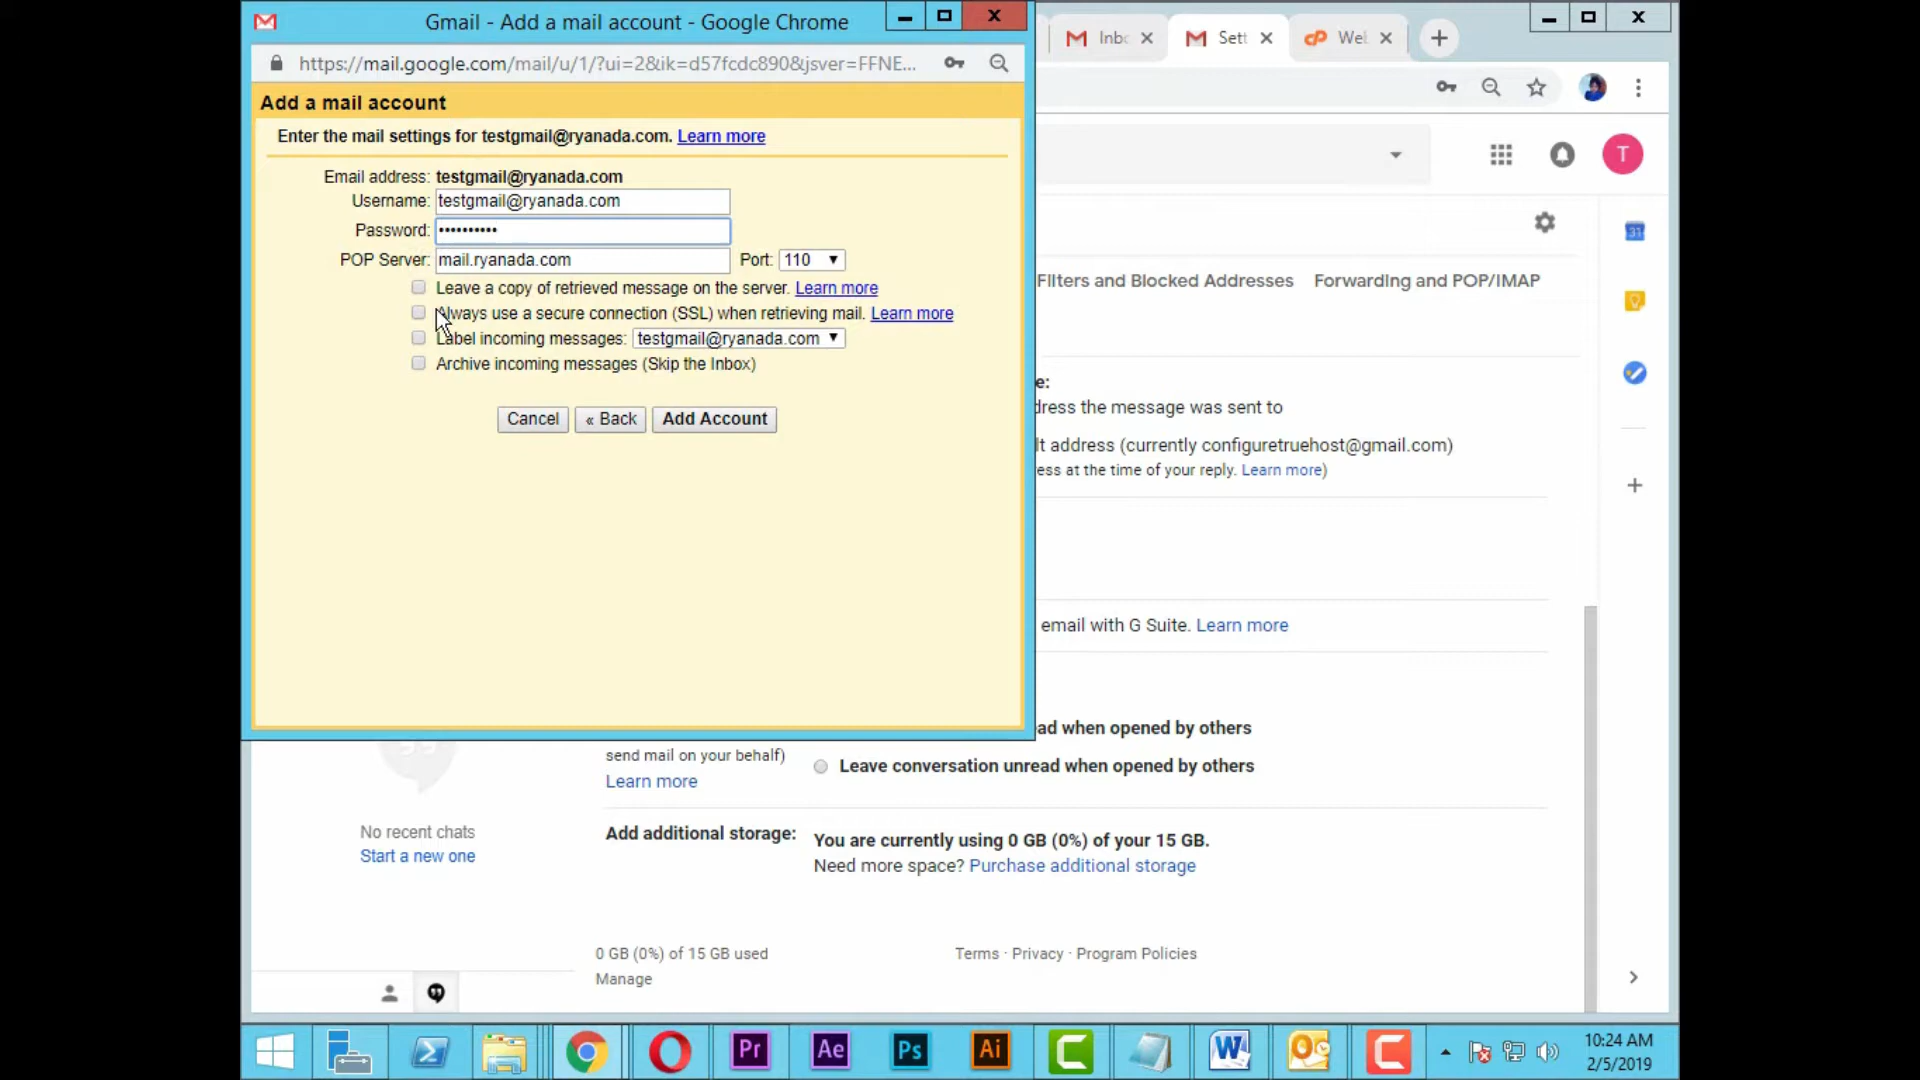 Gmail - Add a mail account - Google Chrome
Inb
Sett
cP Wel
https://mail.google.com/mail/u/1/?ui=2&ik=d57fcdc890&jsver=FFNE...
Add a mail account
Enter the mail settings for testgmail@ryanada.com. Learn more
Email address: testgmail@ryanada.com
Username: testgmail@ryanada.com
Password: ••••••••••
POP Server: mail.ryanada.com Port: 110
Leave a copy of retrieved message on the server. Learn more
Always use a secure connection (SSL) when retrieving mail. Learn more
Label incoming messages: testgmail@ryanada.com
Archive incoming messages (Skip the Inbox)
Cancel « Back Add Account
T
31
Filters and Blocked Addresses Forwarding and POP/IMAP
e:
dress the message was sent to
lt address (currently configuretruehost@gmail.com)
ess at the time of your reply. Learn more)
email with G Suite. Learn more
ad when opened by others
send mail on your behalf)
Leave conversation unread when opened by others
Learn more
No recent chats
Start a new one
Add additional storage: You are currently using 0 GB (0%) of your 15 GB.
Need more space? Purchase additional storage
0 GB (0%) of 15 GB used
Manage
Terms · Privacy · Program Policies
Pr Ae Ps Ai
10:24 AM
2/5/2019